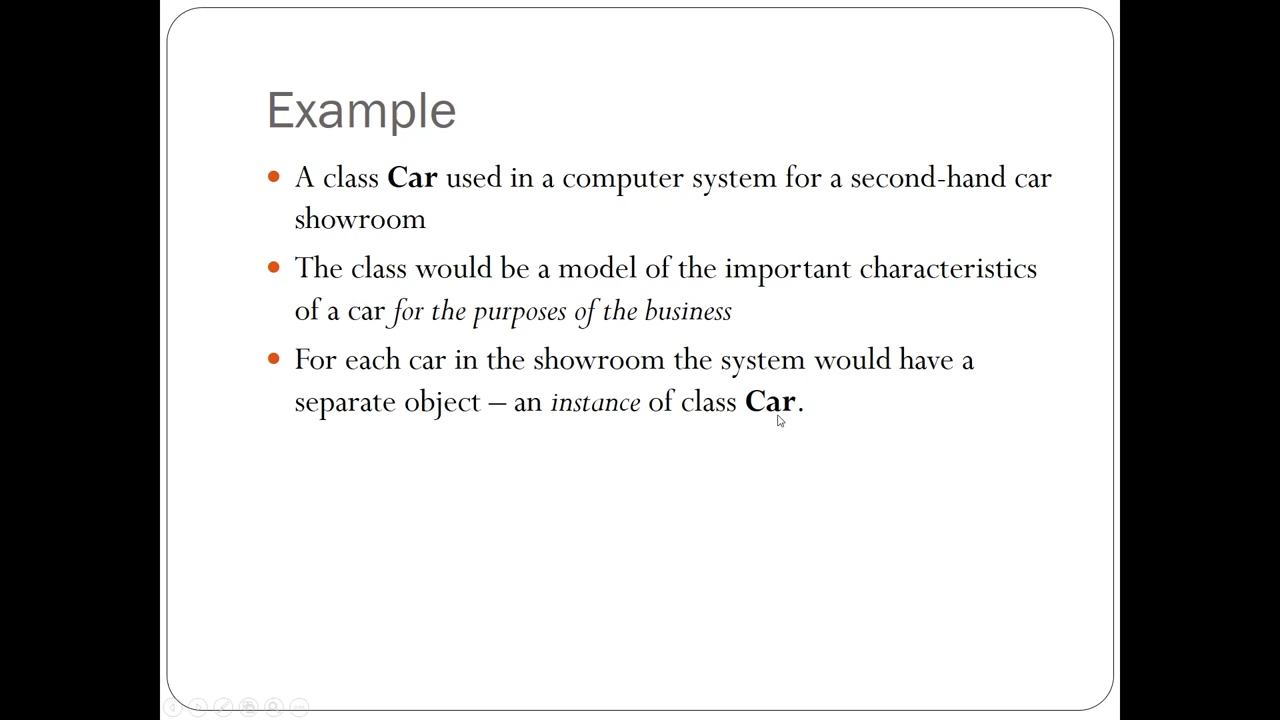 Example
• A class Car used in a computer system for a second-hand car
showroom
• The class would be a model of the important characteristics
of a car for the purposes of the business
• For each car in the showroom the system would have a
separate object – an instance of class Car.